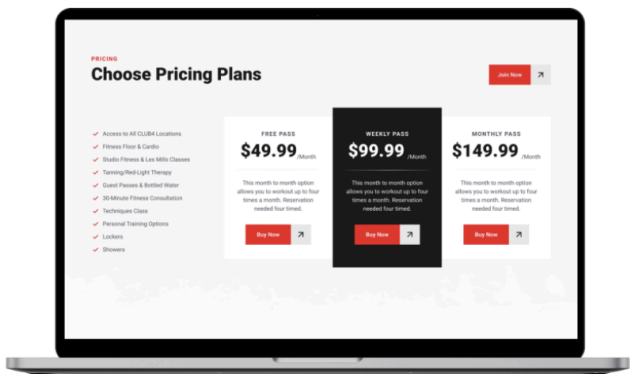 PRICING
Choose Pricing Plans
Join Now
Access to All CLUB4 Locations
Fitness Floor & Cardio
Studio Fitness & Les Mills Classes
Tanning/Red-Light Therapy
Guest Passes & Bottled Water
30-Minute Fitness Consultation
Techniques Class
Personal Training Options
Lockers
Showers
FREE PASS
$49.99 /Month
This month to month option
allows you to workout up to four
times a month. Reservation
needed four timed.
Buy Now
WEEKLY PASS
$99.99 /Month
This month to month option
allows you to workout up to four
times a month. Reservation
needed four timed.
Buy Now
MONTHLY PASS
$149.99 /Month
This month to month option
allows you to workout up to four
times a month. Reservation
needed four timed.
Buy Now